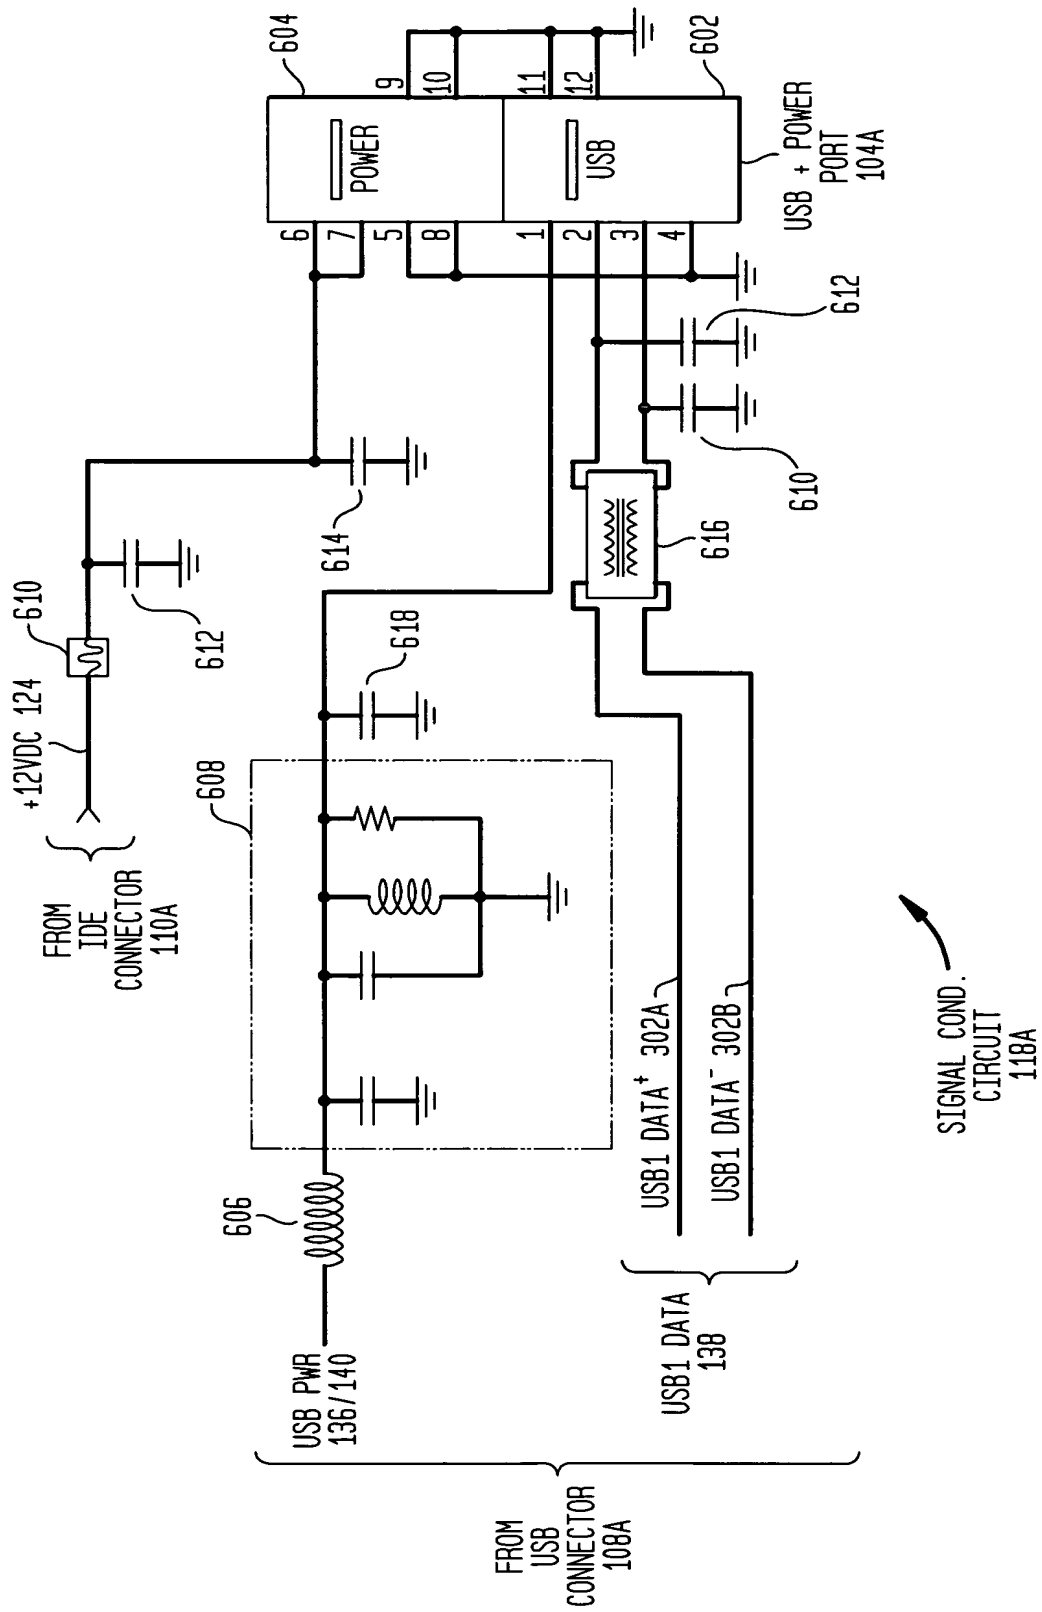 FROM
IDE
CONNECTOR
110A
+12VDC 124
610
612
614
604
9
10
11
12
602
POWER
USB
6
7
5
8
1
2
3
4
USB + POWER
PORT
104A
612
610
616
618
608
606
USB PWR
136/140
USB1 DATA+ 302A
USB1 DATA- 302B
USB1 DATA
138
FROM
USB
CONNECTOR
108A
SIGNAL COND.
CIRCUIT
118A